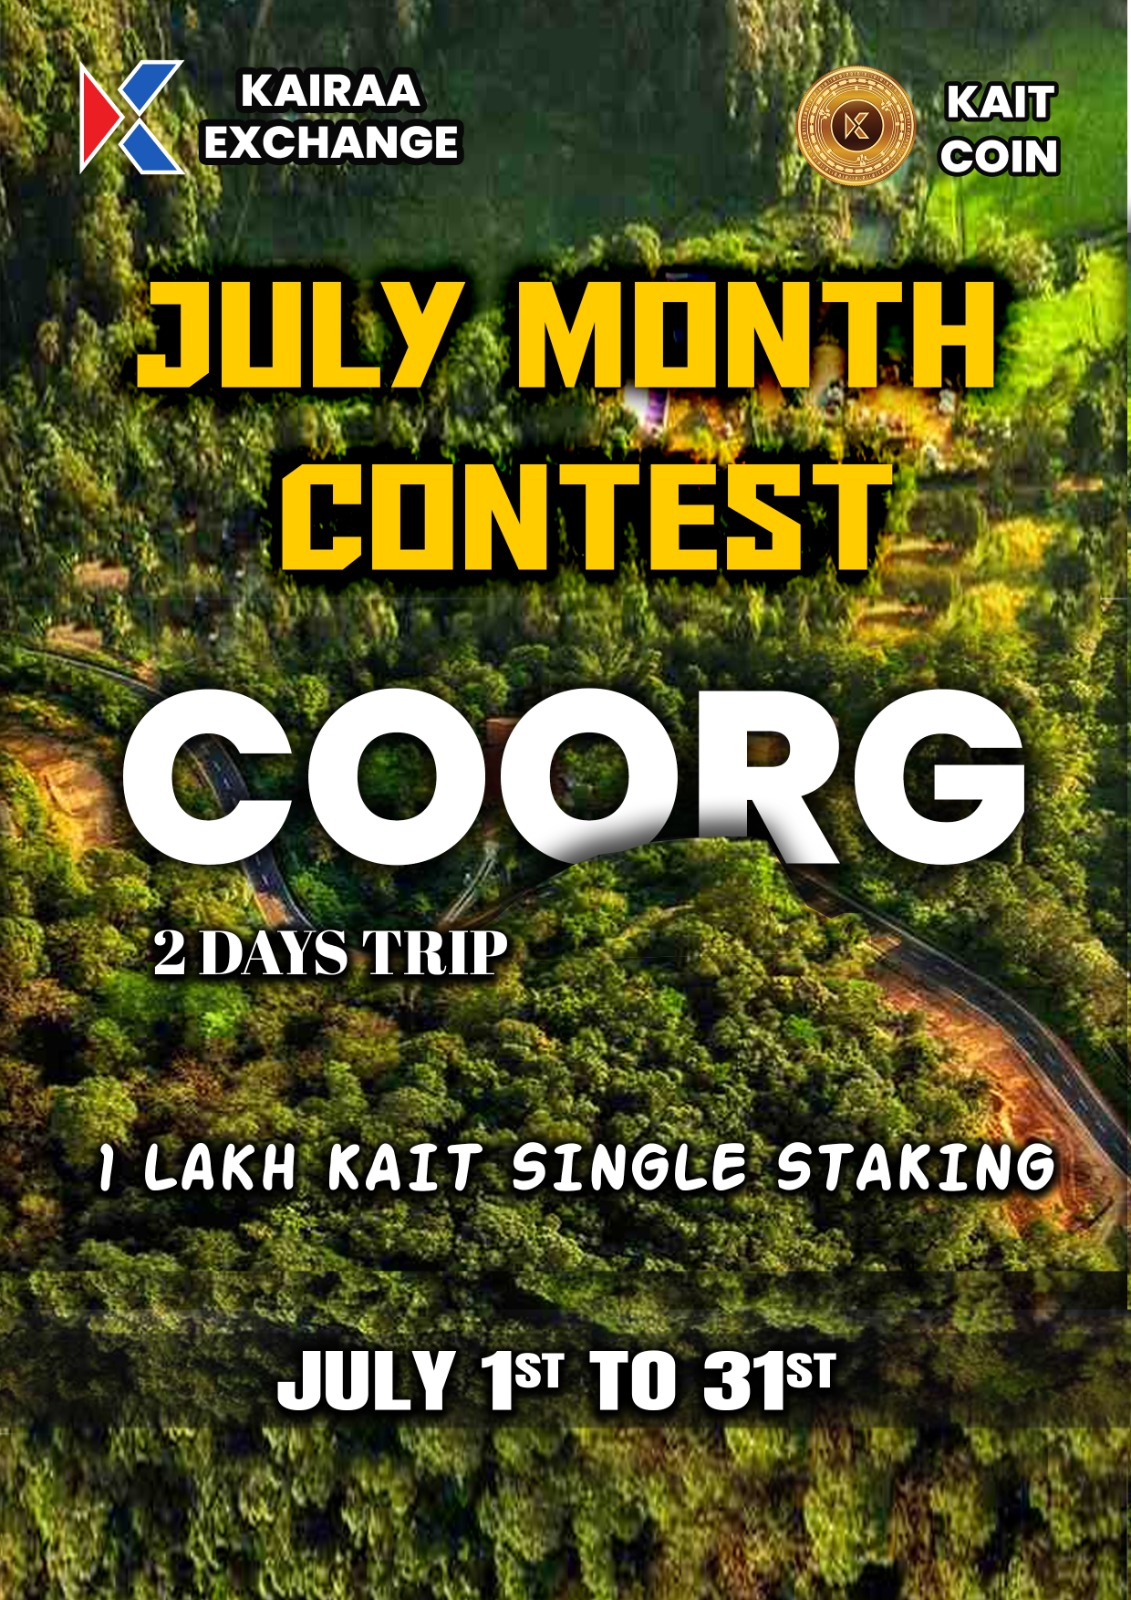 KAIRAA
EXCHANGE
KAIT
COIN
JULY MONTH
CONTEST
COORG
2 DAYS TRIP
1 LAKH KAIT SINGLE STAKING
JULY 1ST TO 31ST